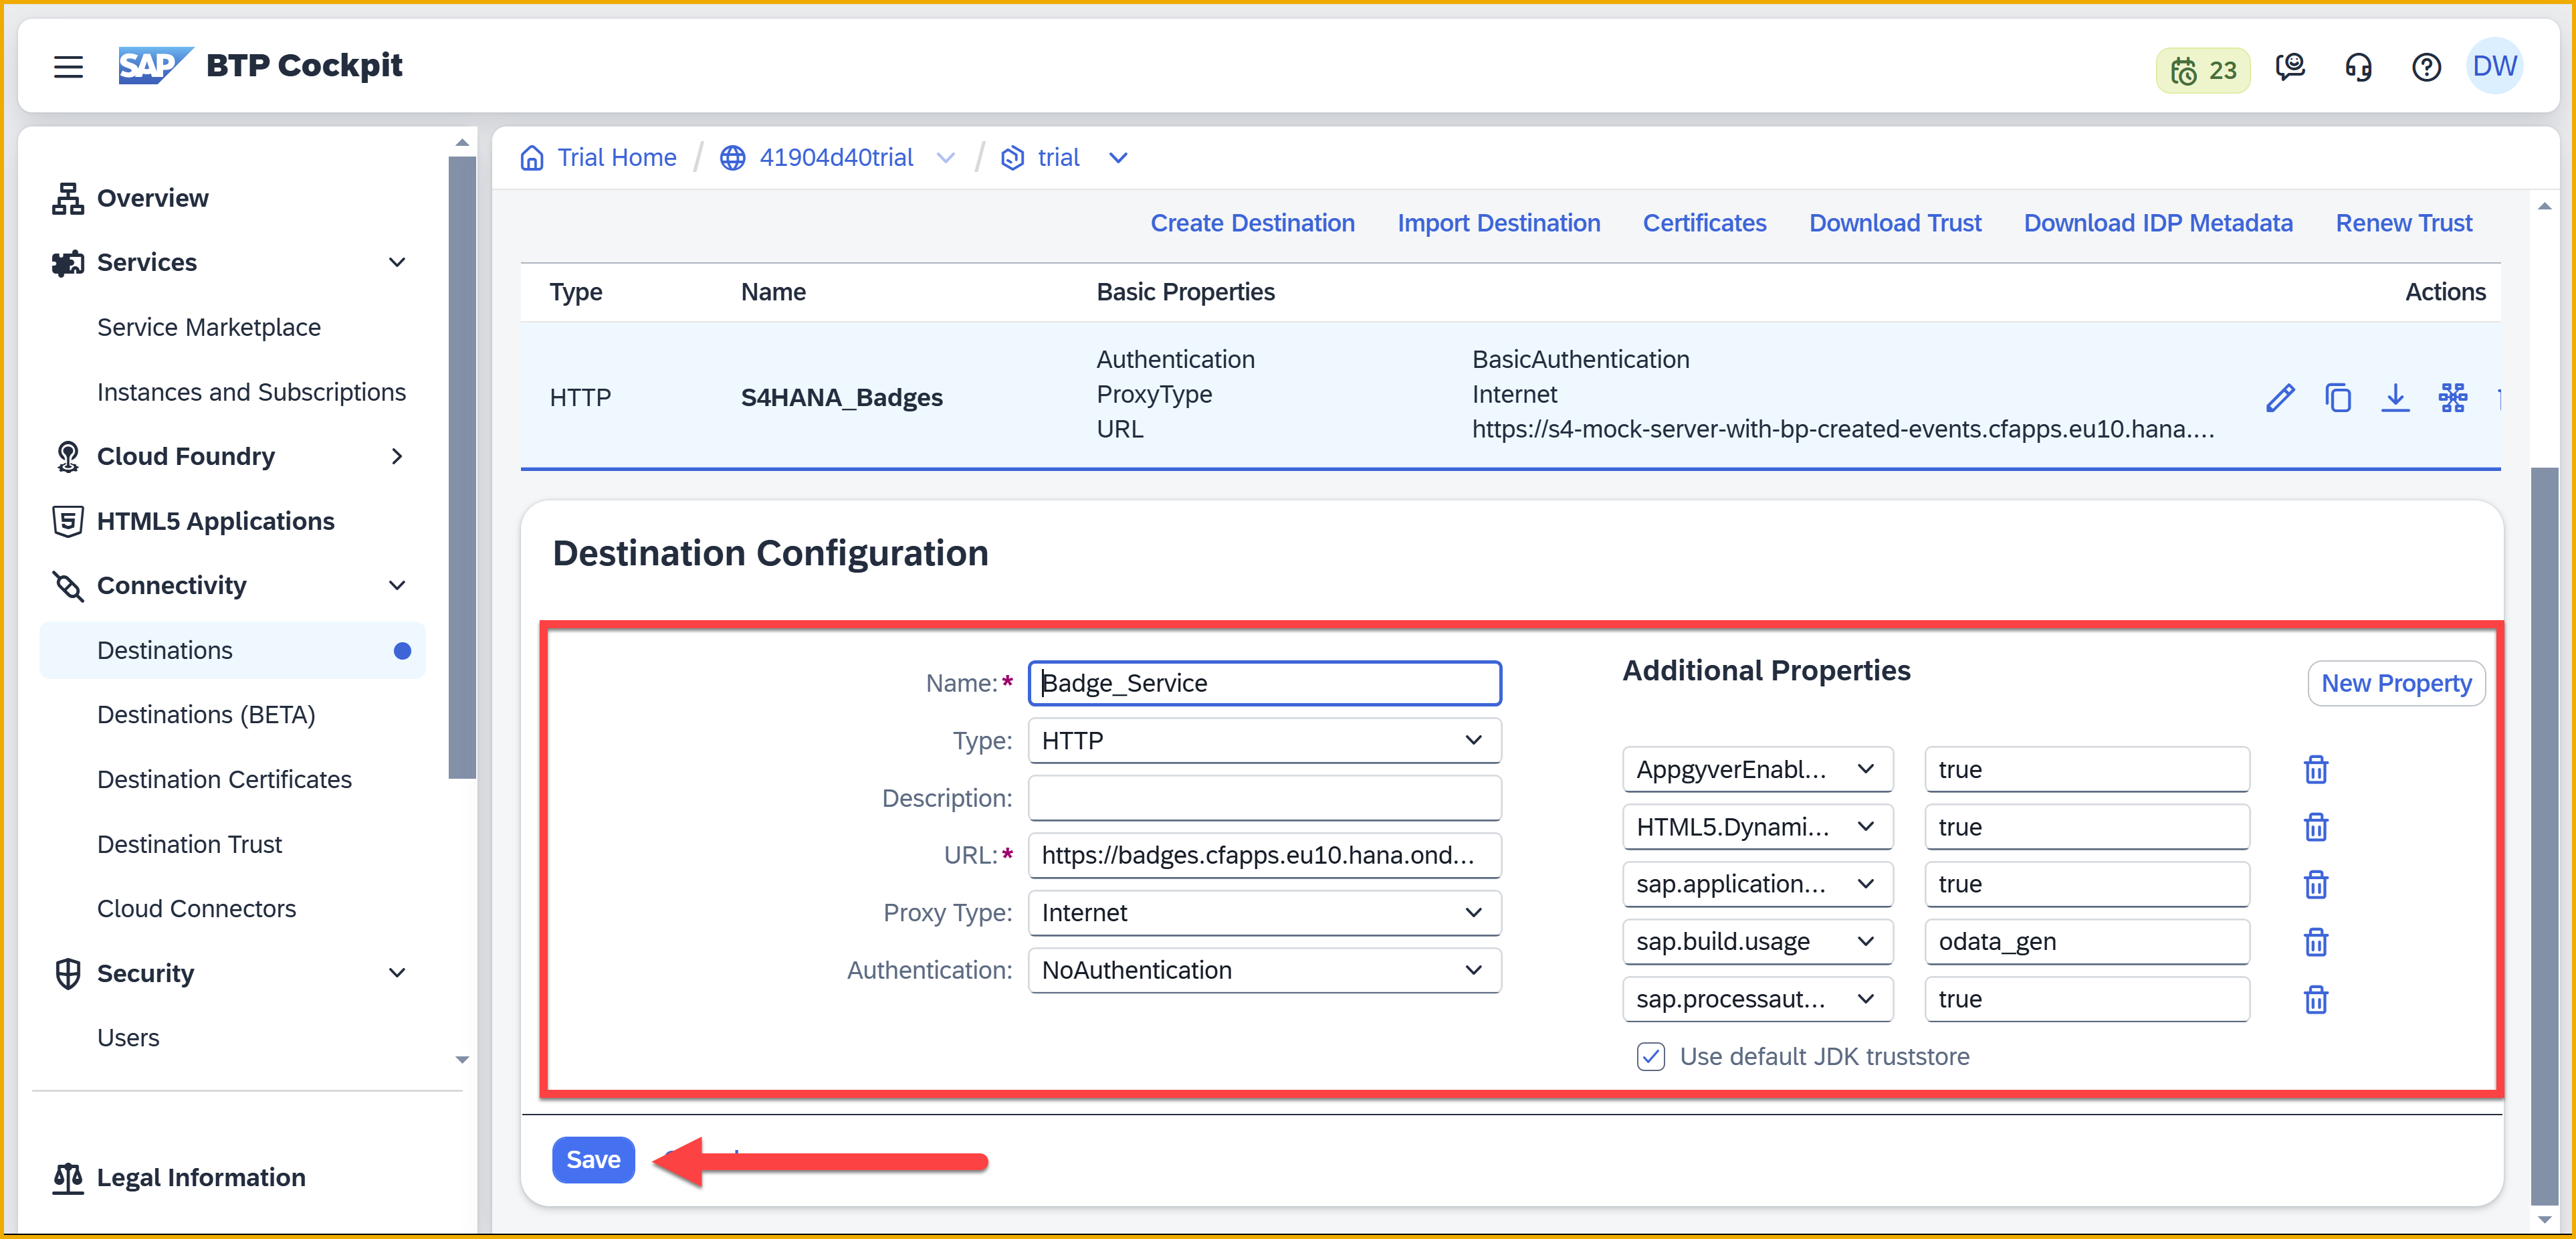 SAP BTP Cockpit
23
DW
Overview
Services
Service Marketplace
Instances and Subscriptions
Cloud Foundry
HTML5 Applications
Connectivity
Destinations
Destinations (BETA)
Destination Certificates
Destination Trust
Cloud Connectors
Security
Users
Legal Information
Trial Home / 41904d40trial / trial
Create Destination Import Destination Certificates Download Trust Download IDP Metadata Renew Trust
Type Name Basic Properties Actions
HTTP S4HANA_Badges
Authentication BasicAuthentication
ProxyType Internet
URL https://s4-mock-server-with-bp-created-events.cfapps.eu10.hana....
Destination Configuration
Name:* Badge_Service
Type: HTTP
Description:
URL:* https://badges.cfapps.eu10.hana.ond...
Proxy Type: Internet
Authentication: NoAuthentication
Additional Properties
New Property
AppgyverEnabl... true
HTML5.Dynami... true
sap.application... true
sap.build.usage odata_gen
sap.processaut... true
Use default JDK truststore
Save